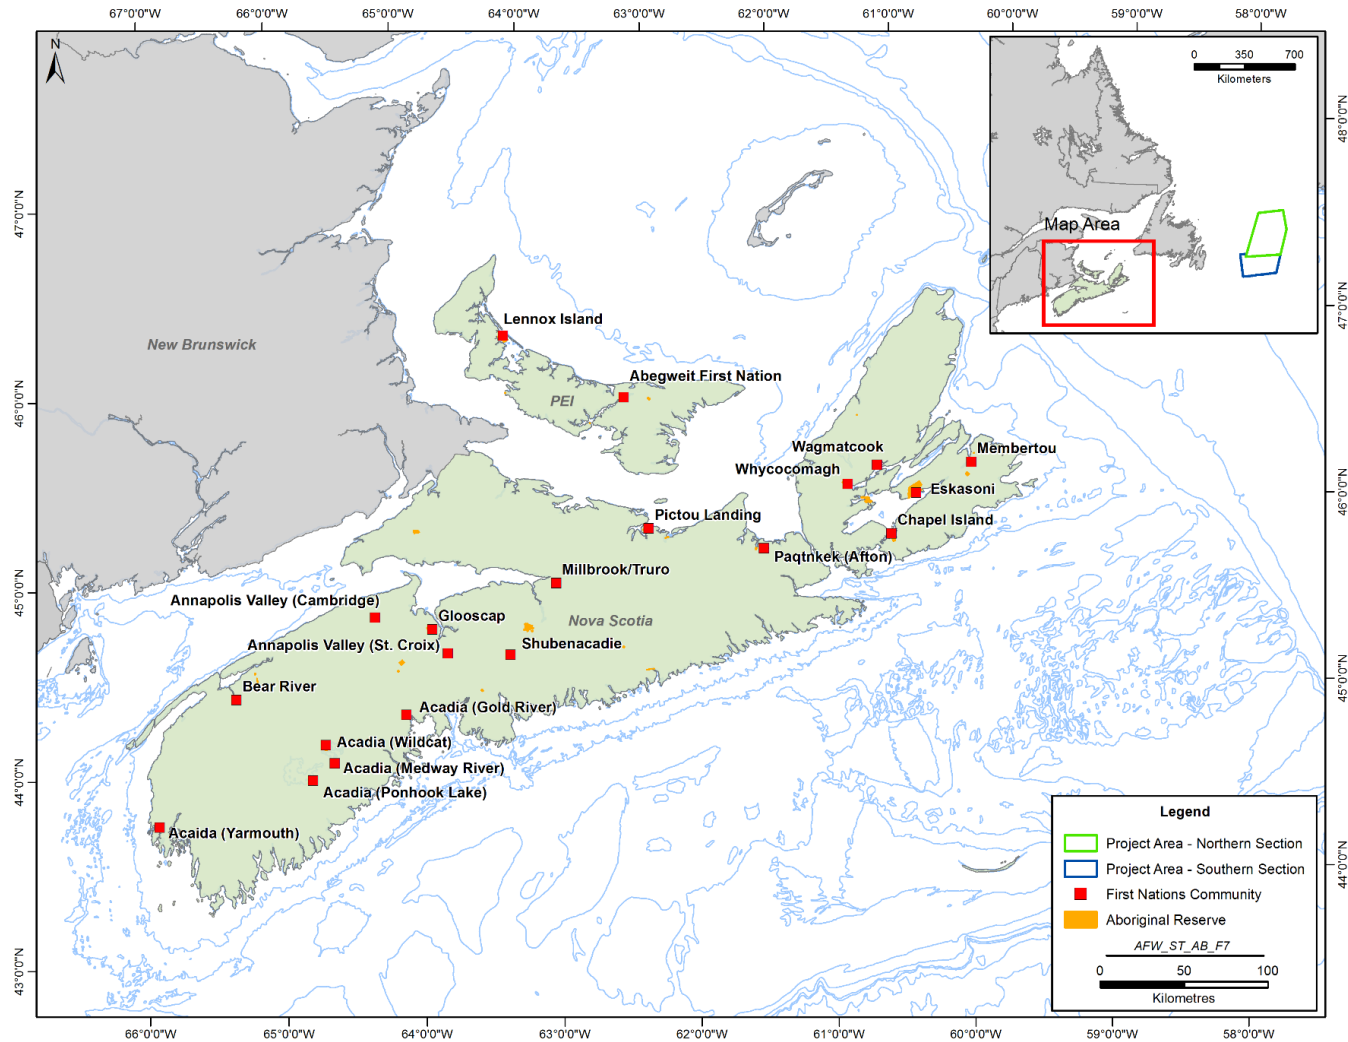 67°0'0"W 66°0'0"W 65°0'0"W 64°0'0"W 63°0'0"W 62°0'0"W 61°0'0"W 60°0'0"W 59°0'0"W 58°0'0"W
N
0 350 700
Kilometers
Map Area
48°0'0"N
47°0'0"N
47°0'0"N
46°0'0"N
46°0'0"N
45°0'0"N
45°0'0"N
44°0'0"N
44°0'0"N
43°0'0"N
New Brunswick
Lennox Island
Abegweit First Nation
PEI
Wagmatcook
Membertou
Whycocomagh
Eskasoni
Pictou Landing
Chapel Island
Paqtnkek (Afton)
Millbrook/Truro
Annapolis Valley (Cambridge)
Glooscap
Nova Scotia
Annapolis Valley (St. Croix)
Shubenacadie
Bear River
Acadia (Gold River)
Acadia (Wildcat)
Acadia (Medway River)
Acadia (Ponhook Lake)
Acaida (Yarmouth)
Legend
Project Area - Northern Section
Project Area - Southern Section
First Nations Community
Aboriginal Reserve
AFW_ST_AB_F7
0 50 100
Kilometres
66°0'0"W 65°0'0"W 64°0'0"W 63°0'0"W 62°0'0"W 61°0'0"W 60°0'0"W 59°0'0"W 58°0'0"W